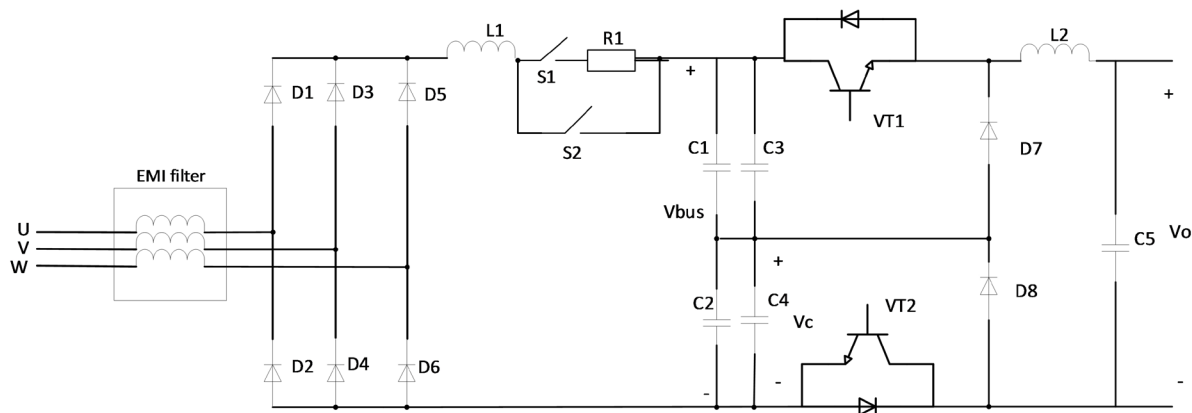 L1
R1
S1
+
L2
D1
D3
D5
VT1
+
S2
C1
C3
D7
EMI filter
U
V
W
Vbus
C5
Vo
+
C2
C4
D8
Vc
VT2
D2
D4
D6
-
-
-